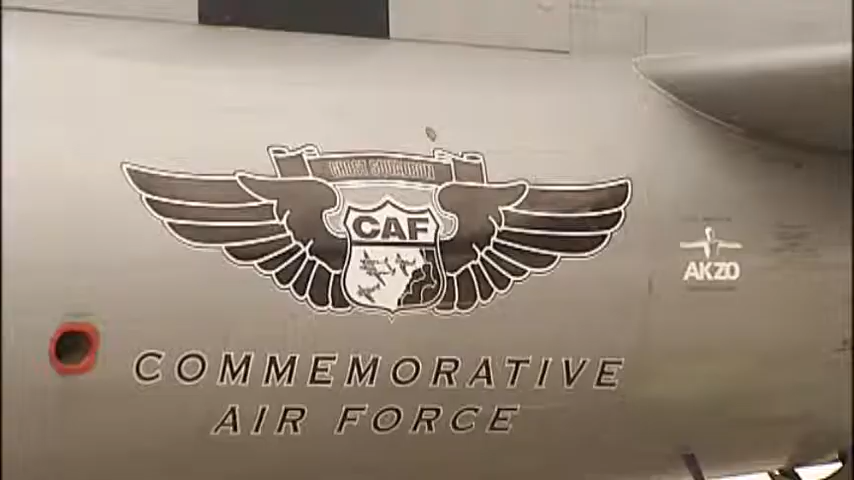 GHOST SQUADRON
CAF
AKZO
COMMEMORATIVE
AIR FORCE